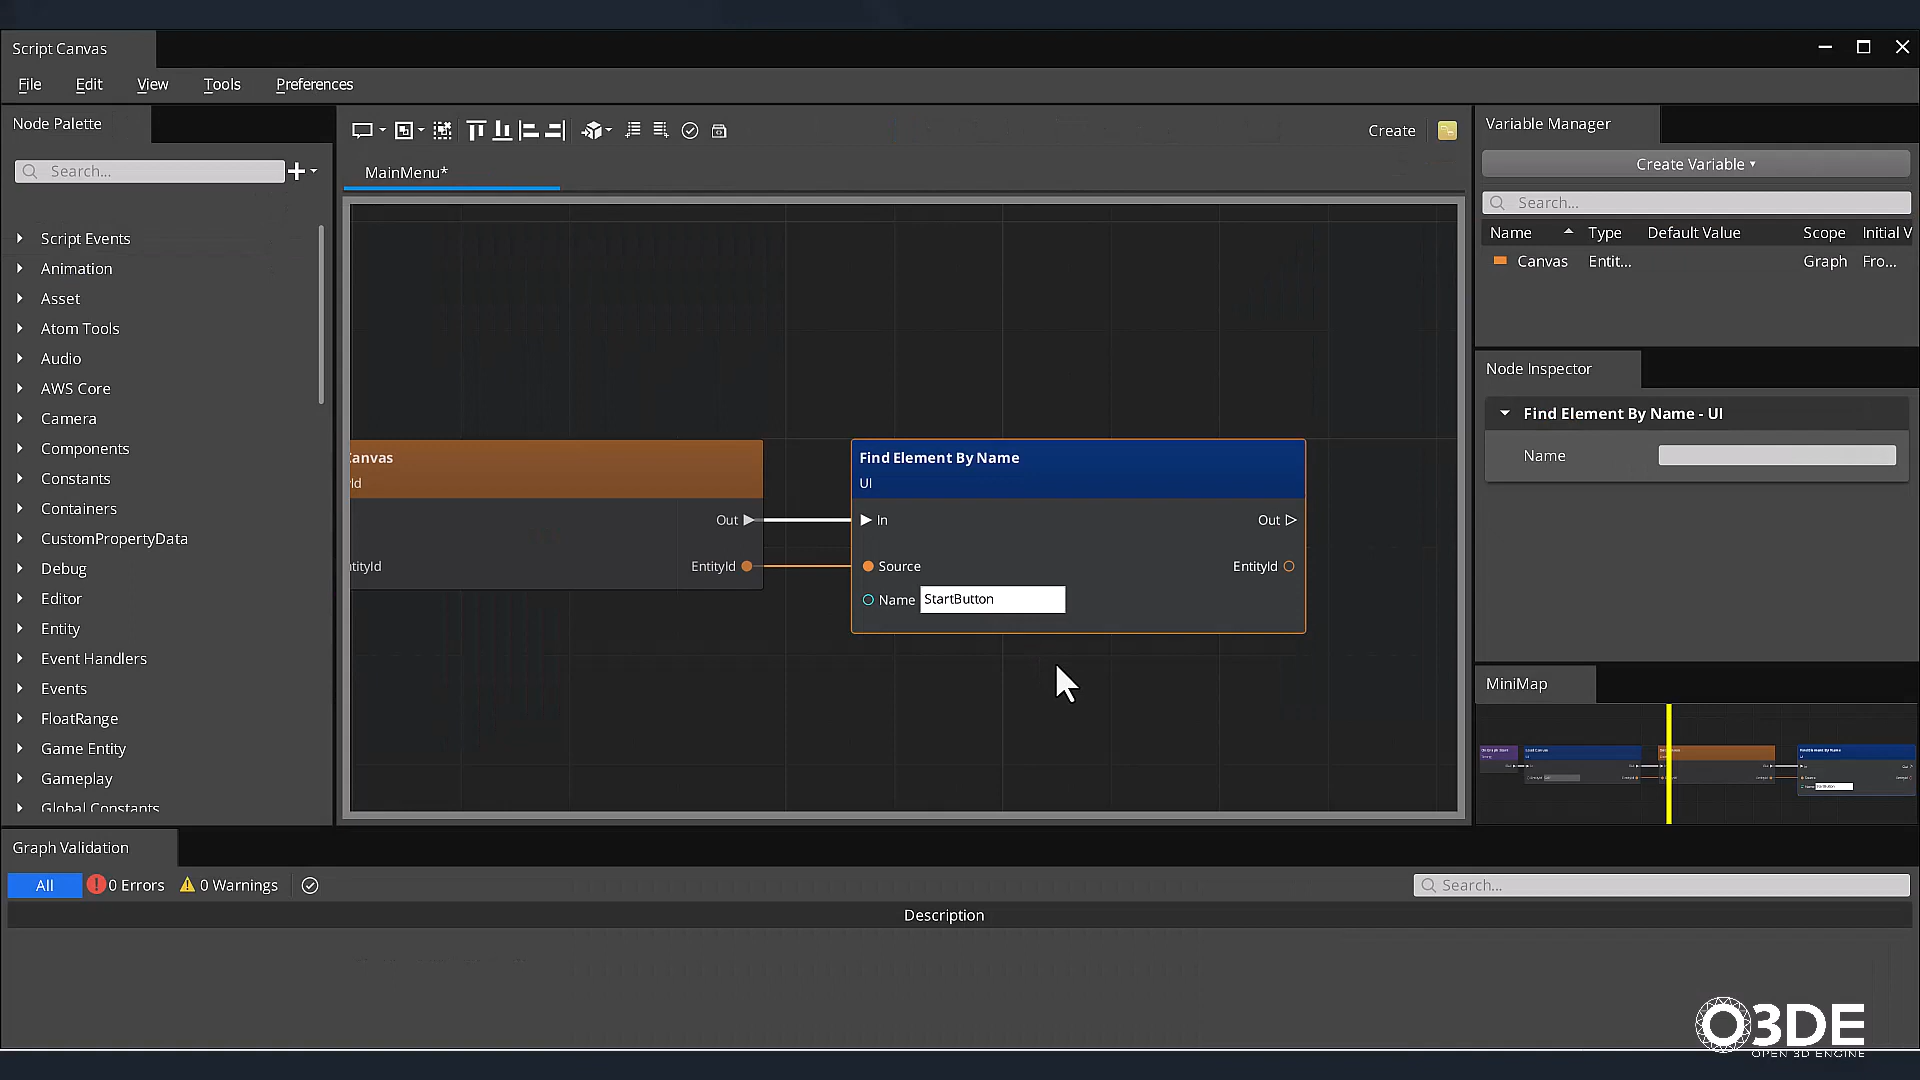 Script Canvas
File Edit View Tools Preferences
Node Palette
Search...
Script Events
Animation
Asset
Atom Tools
Audio
AWS Core
Camera
Components
Constants
Containers
CustomPropertyData
Debug
Editor
Entity
Event Handlers
Events
FloatRange
Game Entity
Gameplay
Global Constants
Create
MainMenu*
Canvas
Out
EntityId
Find Element By Name
UI
In
Out
Source
EntityId
Name StartButton
Variable Manager
Create Variable
Search...
Name Type Default Value Scope Initial V
Canvas Entit... Graph Fro...
Node Inspector
Find Element By Name - UI
Name
MiniMap
Graph Validation
All 0 Errors 0 Warnings
Search...
Description
O3DE
OPEN 3D ENGINE